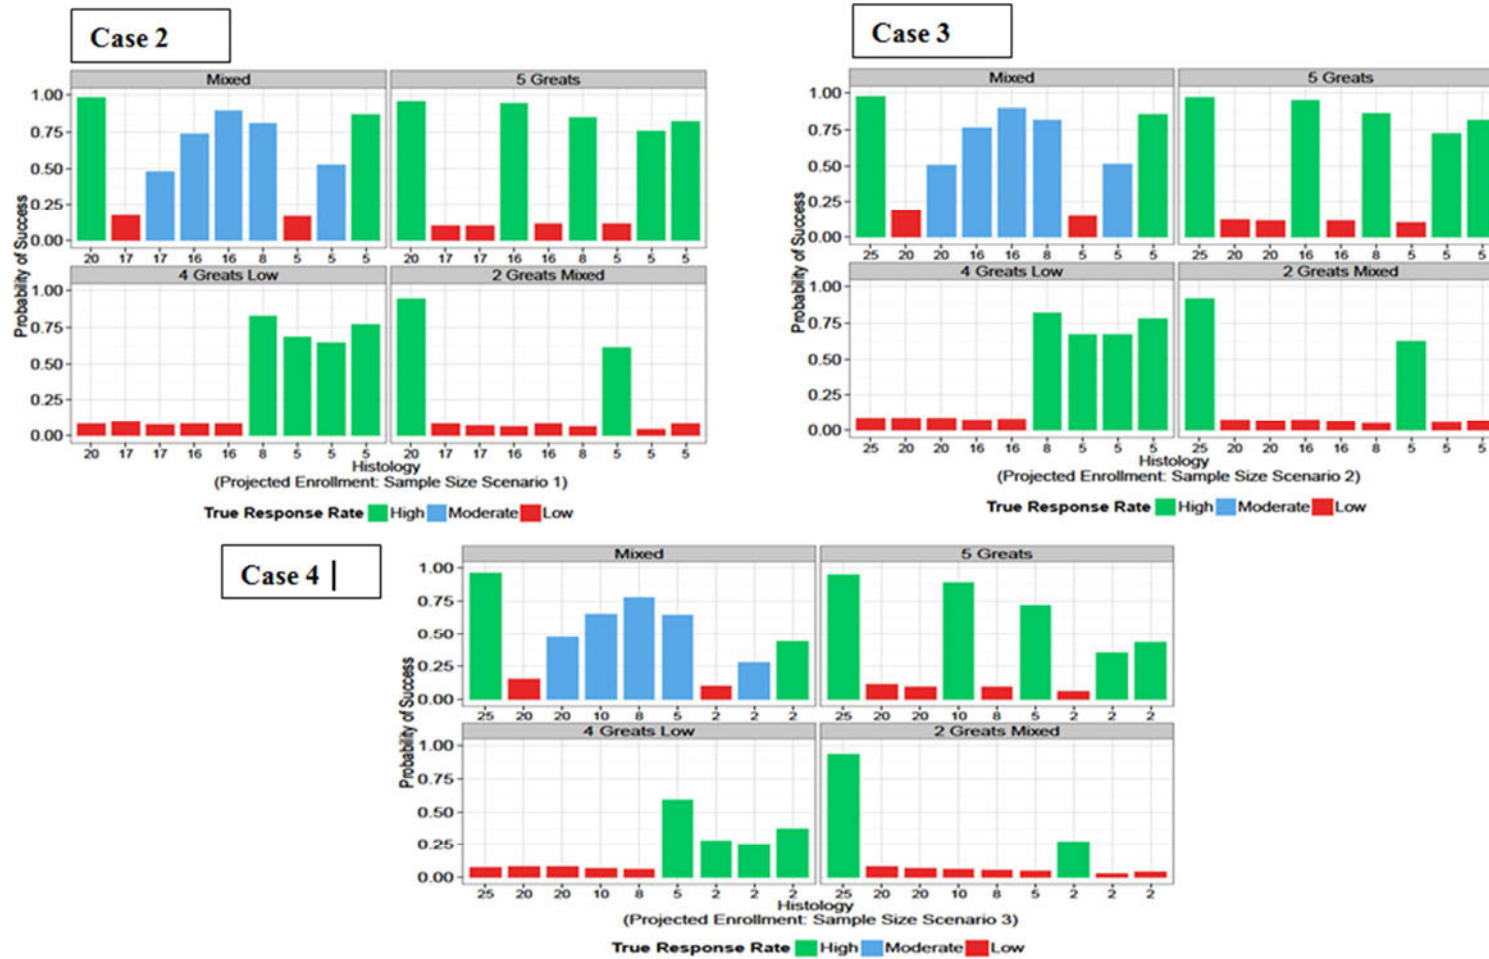 Case 2
Mixed
5 Greats
1.00
0.75
0.50
0.25
0.00
20 17 17 16 16 8 5 5 5
20 17 17 16 16 8 5 5 5
4 Greats Low
2 Greats Mixed
1.00
0.75
0.50
0.25
0.00
20 17 17 16 16 8 5 5 5
20 17 17 16 16 8 5 5 5
Probability of Success
Histology
(Projected Enrollment: Sample Size Scenario 1)
True Response Rate High Moderate Low
Case 3
Mixed
5 Greats
1.00
0.75
0.50
0.25
0.00
25 20 20 16 16 8 5 5 5
25 20 20 16 16 8 5 5 5
4 Greats Low
2 Greats Mixed
1.00
0.75
0.50
0.25
0.00
25 20 20 16 16 8 5 5 5
25 20 20 16 16 8 5 5 5
Probability of Success
Histology
(Projected Enrollment: Sample Size Scenario 2)
True Response Rate High Moderate Low
Case 4
Mixed
5 Greats
1.00
0.75
0.50
0.25
0.00
25 20 20 10 8 5 2 2 2
25 20 20 10 8 5 2 2 2
4 Greats Low
2 Greats Mixed
1.00
0.75
0.50
0.25
0.00
25 20 20 10 8 5 2 2 2
25 20 20 10 8 5 2 2 2
Probability of Success
Histology
(Projected Enrollment: Sample Size Scenario 3)
True Response Rate High Moderate Low